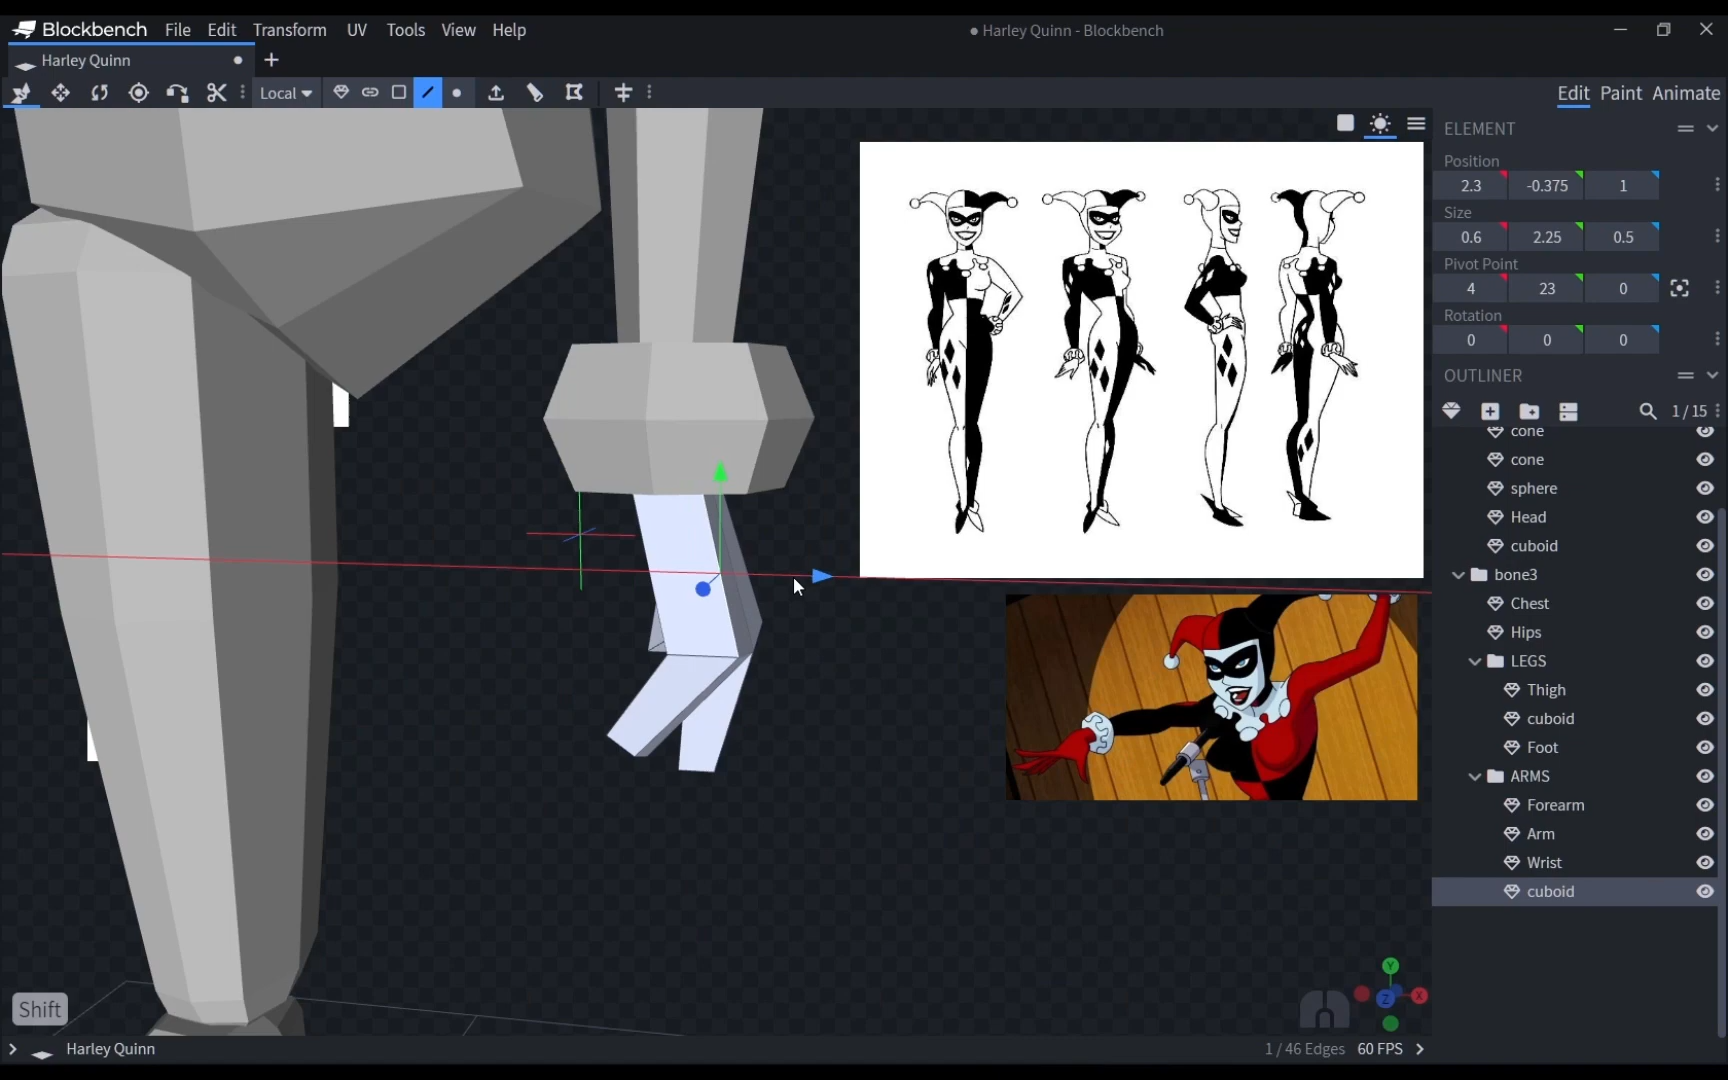 Blockbench File Edit Transform UV Tools View Help
Harley Quinn - Blockbench
Harley Quinn
Local
Edit Paint Animate
ELEMENT
Position
2.3 -0.375 1
Size
0.6 2.25 0.5
Pivot Point
4 23 0
Rotation
0 0 0
OUTLINER
1/15
cone
cone
sphere
Head
cuboid
bone3
Chest
Hips
LEGS
Thigh
cuboid
Foot
ARMS
Forearm
Arm
Wrist
cuboid
Y
X
Z
Shift
Harley Quinn
1 / 46 Edges 60 FPS